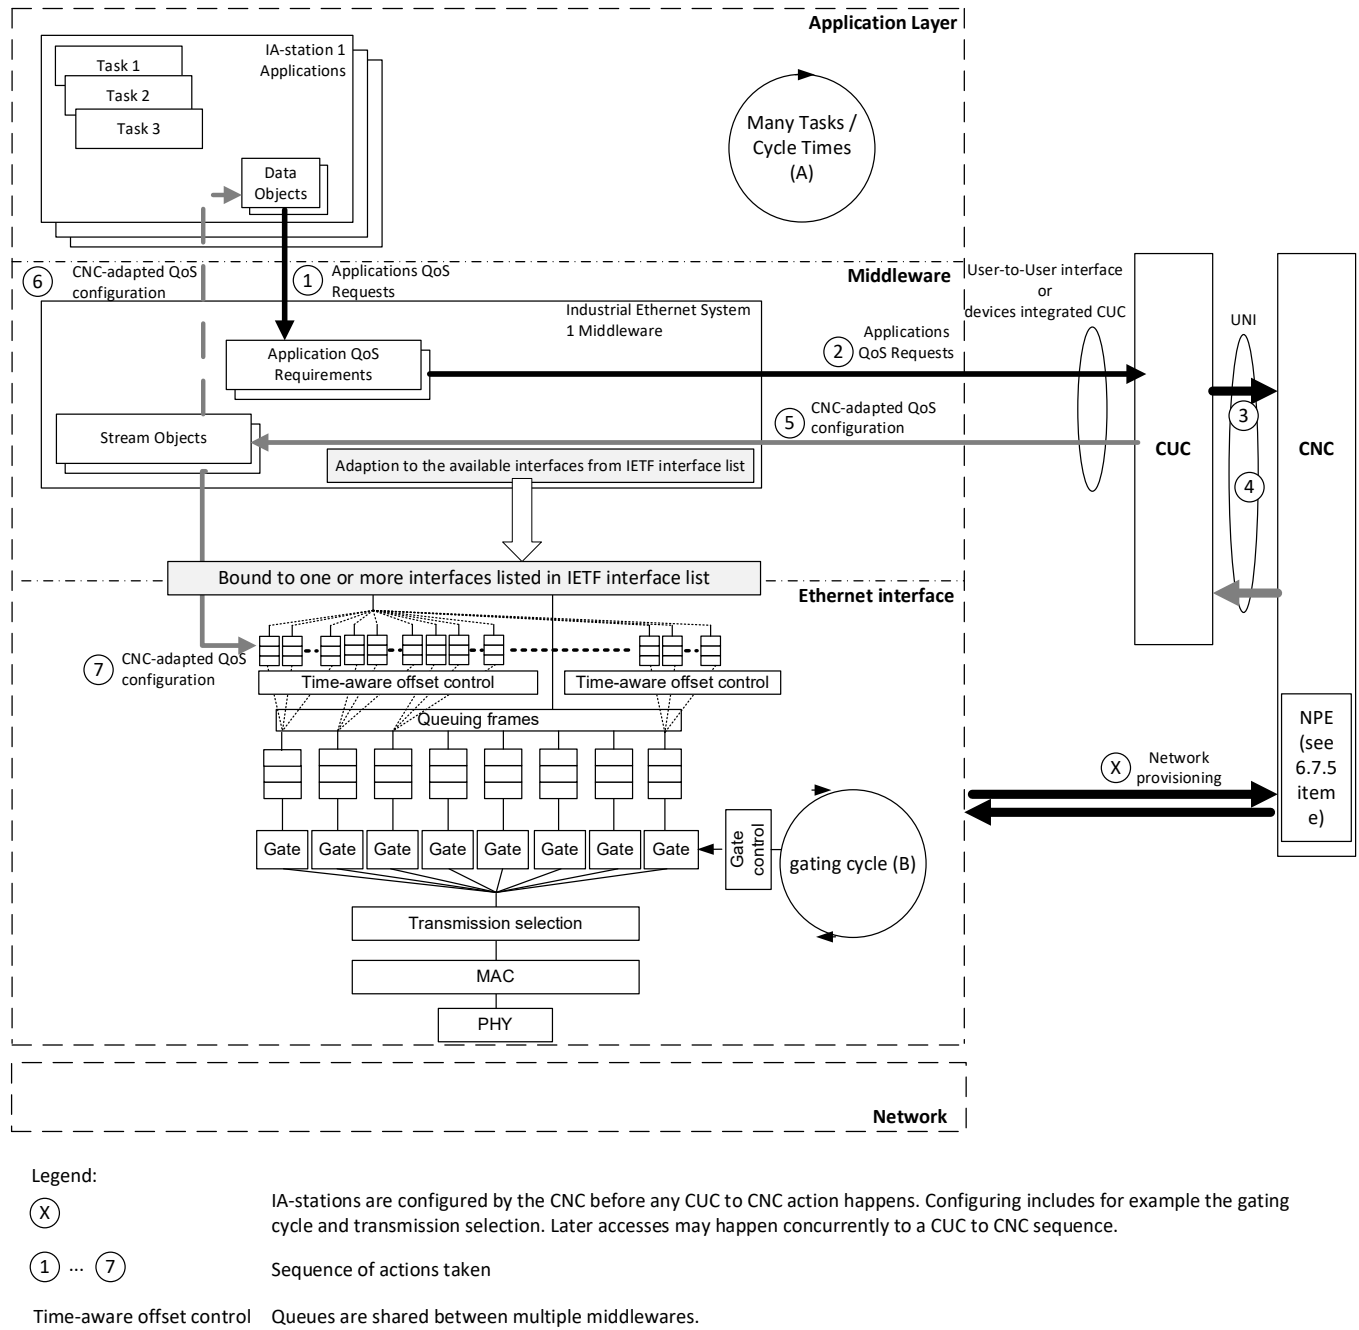 Application Layer
IA-station 1
Applications
Task 1
Task 2
Task 3
Data
Objects
Many Tasks /
Cycle Times
(A)
6
CNC-adapted QoS
configuration
1
Applications QoS
Requests
Middleware
Industrial Ethernet System
1 Middleware
Application QoS
Requirements
2
Applications
QoS Requests
User-to-User interface
or
devices integrated CUC
UNI
3
4
CUC
CNC
5
CNC-adapted QoS
configuration
Stream Objects
Adaption to the available interfaces from IETF interface list
Bound to one or more interfaces listed in IETF interface list
Ethernet interface
7
CNC-adapted QoS
configuration
Time-aware offset control
Time-aware offset control
Queuing frames
Gate
Gate
Gate
Gate
Gate
Gate
Gate
Gate
Gate
control
gating cycle (B)
X
Network
provisioning
NPE
(see
6.7.5
item
e)
Transmission selection
MAC
PHY
Network
Legend:
X
IA-stations are configured by the CNC before any CUC to CNC action happens. Configuring includes for example the gating
cycle and transmission selection. Later accesses may happen concurrently to a CUC to CNC sequence.
1 ... 7
Sequence of actions taken
Time-aware offset control
Queues are shared between multiple middlewares.